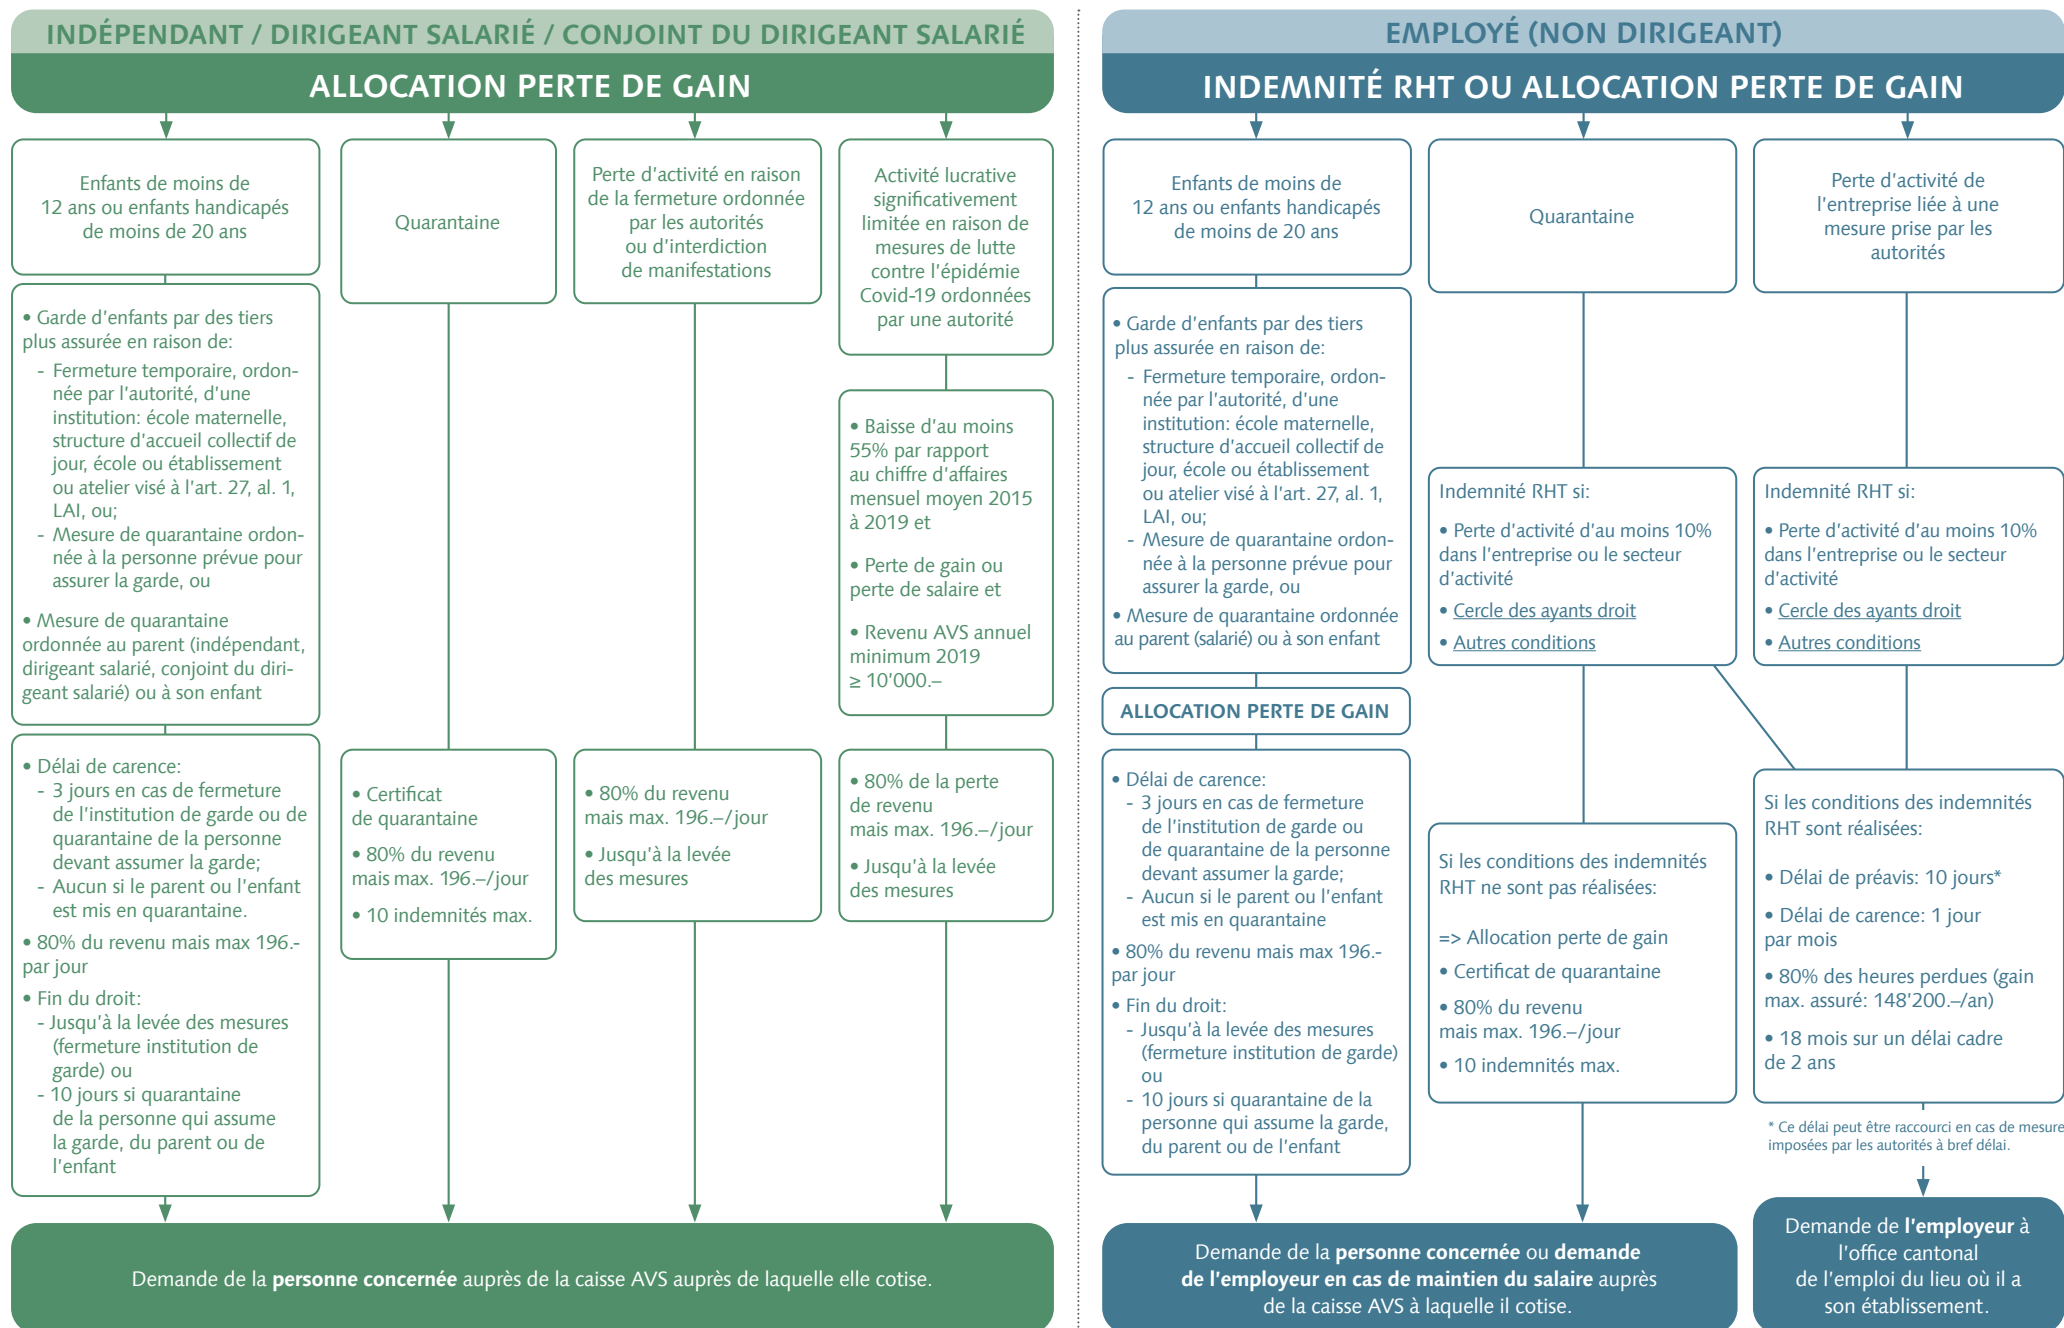 INDÉPENDANT / DIRIGEANT SALARIÉ / CONJOINT DU DIRIGEANT SALARIÉ
ALLOCATION PERTE DE GAIN
Enfants de moins de
12 ans ou enfants handicapés
de moins de 20 ans
• Garde d'enfants par des tiers
plus assurée en raison de:
- Fermeture temporaire, ordon-
née par l'autorité, d'une
institution: école maternelle,
structure d'accueil collectif de
jour, école ou établissement
ou atelier visé à l'art. 27, al. 1,
LAI, ou;
- Mesure de quarantaine ordon-
née à la personne prévue pour
assurer la garde, ou
• Mesure de quarantaine
ordonnée au parent (indépendant,
dirigeant salarié, conjoint du diri-
geant salarié) ou à son enfant
• Délai de carence:
- 3 jours en cas de fermeture
de l'institution de garde ou de
quarantaine de la personne
devant assumer la garde;
- Aucun si le parent ou l'enfant
est mis en quarantaine.
• 80% du revenu mais max 196.-
par jour
• Fin du droit:
- Jusqu'à la levée des mesures
(fermeture institution de
garde) ou
- 10 jours si quarantaine
de la personne qui assume
la garde, du parent ou de
l'enfant
Quarantaine
• Certificat
de quarantaine
• 80% du revenu
mais max. 196.–/jour
• 10 indemnités max.
Perte d'activité en raison
de la fermeture ordonnée
par les autorités
ou d'interdiction
de manifestations
• 80% du revenu
mais max. 196.–/jour
• Jusqu'à la levée
des mesures
Activité lucrative
significativement
limitée en raison de
mesures de lutte
contre l'épidémie
Covid-19 ordonnées
par une autorité
• Baisse d'au moins
55% par rapport
au chiffre d'affaires
mensuel moyen 2015
à 2019 et
• Perte de gain ou
perte de salaire et
• Revenu AVS annuel
minimum 2019
≥ 10'000.–
• 80% de la perte
de revenu
mais max. 196.–/jour
• Jusqu'à la levée
des mesures
Demande de la personne concernée auprès de la caisse AVS auprès de laquelle elle cotise.
EMPLOYÉ (NON DIRIGEANT)
INDEMNITÉ RHT OU ALLOCATION PERTE DE GAIN
Enfants de moins de
12 ans ou enfants handicapés
de moins de 20 ans
• Garde d'enfants par des tiers
plus assurée en raison de:
- Fermeture temporaire, ordon-
née par l'autorité, d'une
institution: école maternelle,
structure d'accueil collectif de
jour, école ou établissement
ou atelier visé à l'art. 27, al. 1,
LAI, ou;
- Mesure de quarantaine ordon-
née à la personne prévue pour
assurer la garde, ou
• Mesure de quarantaine ordonnée
au parent (salarié) ou à son enfant
ALLOCATION PERTE DE GAIN
• Délai de carence:
- 3 jours en cas de fermeture
de l'institution de garde ou
de quarantaine de la personne
devant assumer la garde;
- Aucun si le parent ou l'enfant
est mis en quarantaine
• 80% du revenu mais max 196.-
par jour
• Fin du droit:
- Jusqu'à la levée des mesures
(fermeture institution de garde)
ou
- 10 jours si quarantaine de la
personne qui assume la garde,
du parent ou de l'enfant
Quarantaine
Indemnité RHT si:
• Perte d'activité d'au moins 10%
dans l'entreprise ou le secteur
d'activité
• Cercle des ayants droit
• Autres conditions
Si les conditions des indemnités
RHT ne sont pas réalisées:
=> Allocation perte de gain
• Certificat de quarantaine
• 80% du revenu
mais max. 196.–/jour
• 10 indemnités max.
Perte d'activité de
l'entreprise liée à une
mesure prise par les
autorités
Indemnité RHT si:
• Perte d'activité d'au moins 10%
dans l'entreprise ou le secteur
d'activité
• Cercle des ayants droit
• Autres conditions
Si les conditions des indemnités
RHT sont réalisées:
• Délai de préavis: 10 jours*
• Délai de carence: 1 jour
par mois
• 80% des heures perdues (gain
max. assuré: 148'200.–/an)
• 18 mois sur un délai cadre
de 2 ans
* Ce délai peut être raccourci en cas de mesure
imposées par les autorités à bref délai.
Demande de la personne concernée ou demande
de l'employeur en cas de maintien du salaire auprès
de la caisse AVS à laquelle il cotise.
Demande de l'employeur à
l'office cantonal
de l'emploi du lieu où il a
son établissement.